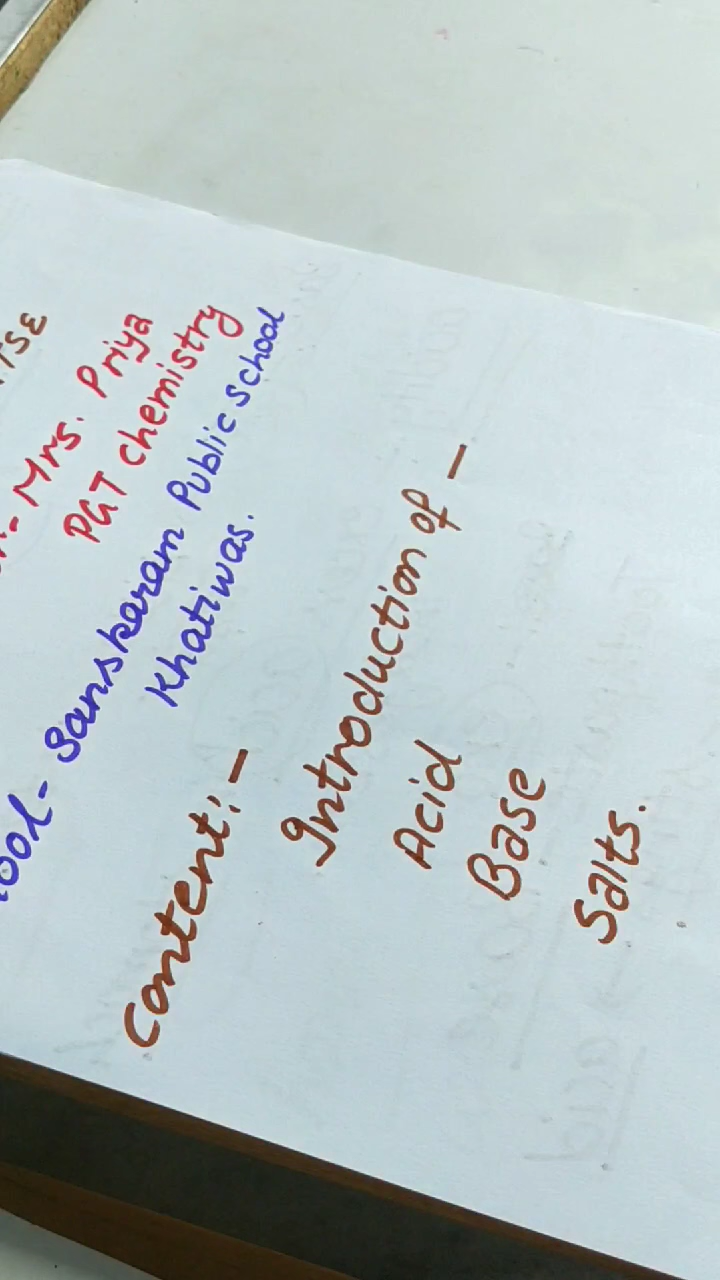 Mrs. Priya
PGT Chemistry
Sanskaram Public School
Khatiwas.
Content:-
Introduction of -
Acid
Base
Salts.